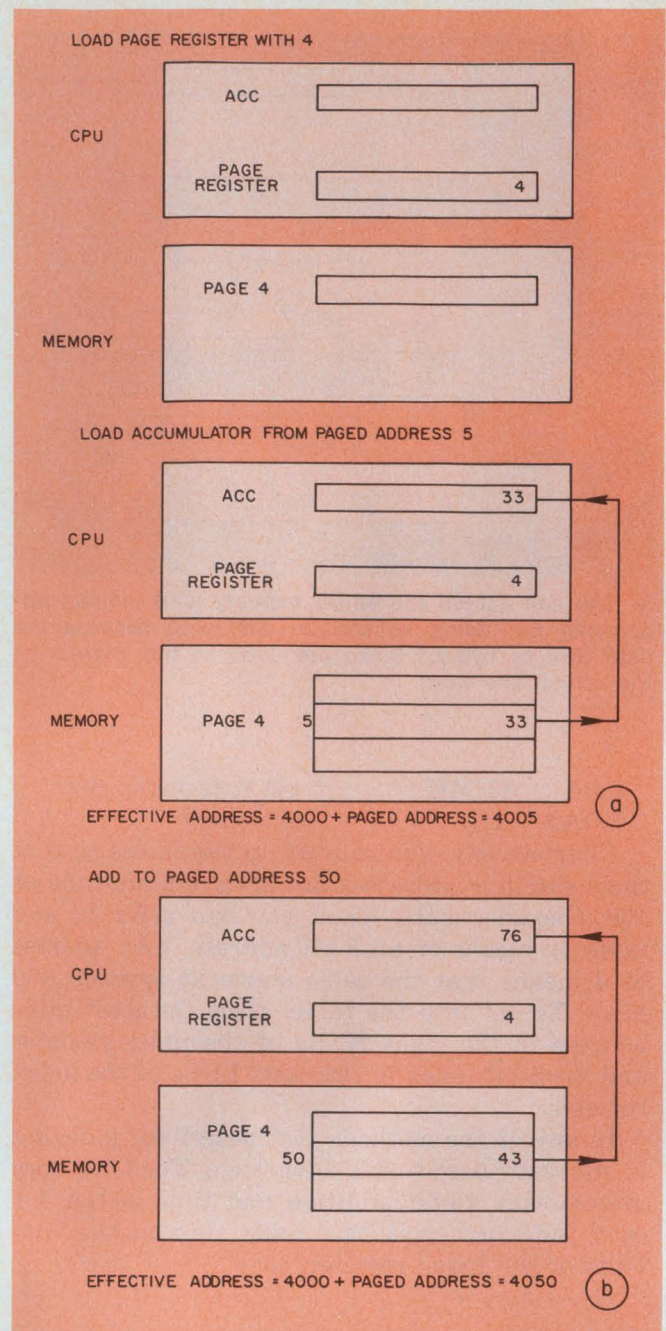 LOAD PAGE REGISTER WITH 4
ACC
CPU
PAGE
REGISTER
4
PAGE 4
MEMORY
LOAD ACCUMULATOR FROM PAGED ADDRESS 5
ACC
33
CPU
PAGE
REGISTER
4
MEMORY
PAGE 4
5
33
a
EFFECTIVE ADDRESS = 4000 + PAGED ADDRESS = 4005
ADD TO PAGED ADDRESS 50
ACC
76
CPU
PAGE
REGISTER
4
PAGE 4
50
43
MEMORY
EFFECTIVE ADDRESS = 4000 + PAGED ADDRESS = 4050
b